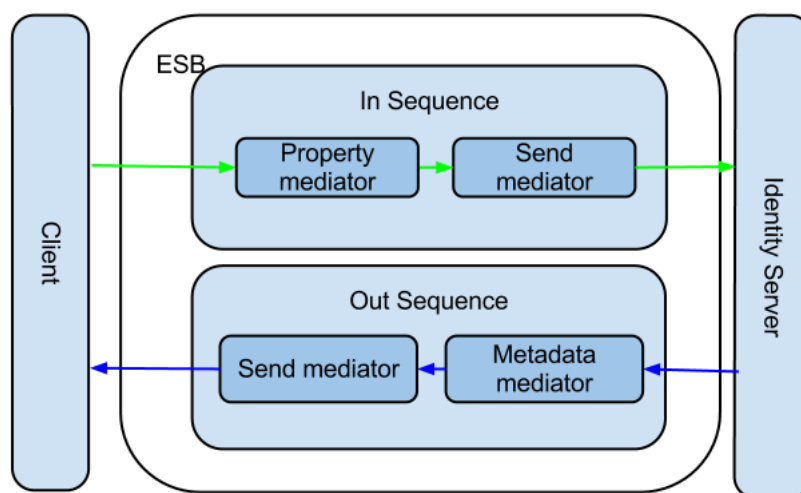 ESB
In Sequence
Property
mediator
Send
mediator
Client
Identity Server
Out Sequence
Send mediator
Metadata
mediator